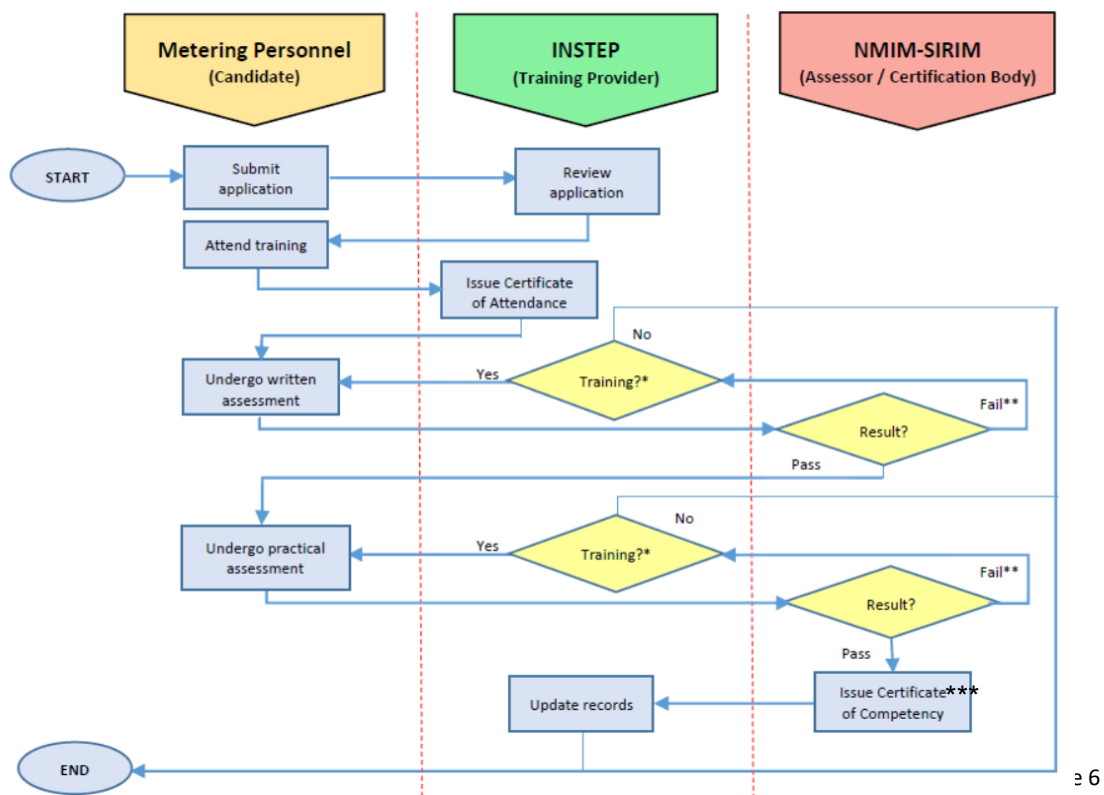 Metering Personnel
(Candidate)
INSTEP
(Training Provider)
NMIM-SIRIM
(Assessor / Certification Body)
START
Submit
application
Review
application
Attend training
Issue Certificate
of Attendance
No
Undergo written
assessment
Yes
Training?*
Fail**
Result?
Pass
No
Undergo practical
assessment
Yes
Training?*
Fail**
Result?
Pass
Update records
Issue Certificate***
of Competency
END
e 6